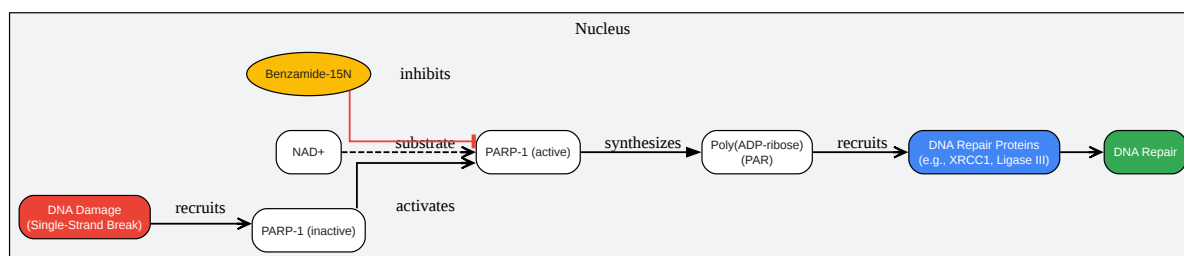 Nucleus
Benzamide-15N
inhibits
NAD+
substrate
PARP-1 (active)
synthesizes
Poly(ADP-ribose)
(PAR)
recruits
DNA Repair Proteins
(e.g., XRCC1, Ligase III)
DNA Repair
DNA Damage
(Single-Strand Break)
recruits
PARP-1 (inactive)
activates